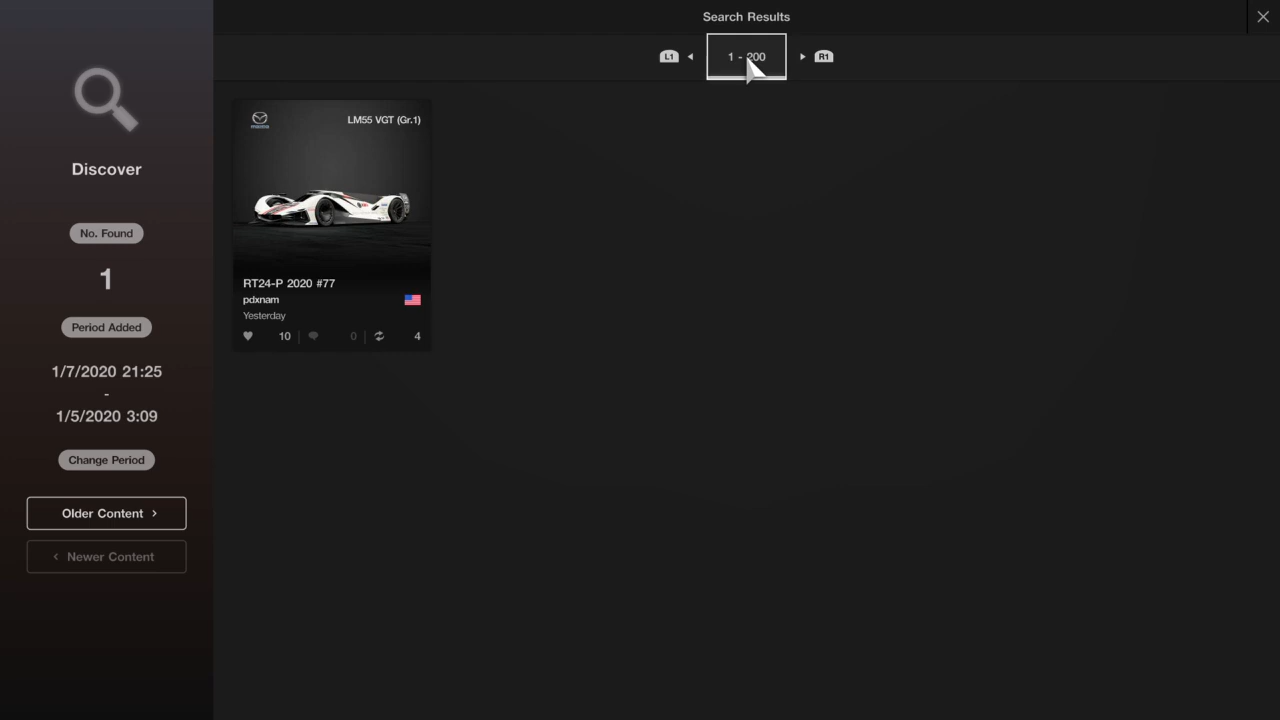 Search Results
L1
1 - 200
R1
Discover
No. Found
1
Period Added
1/7/2020 21:25
-
1/5/2020 3:09
Change Period
Older Content
Newer Content
LM55 VGT (Gr.1)
RT24-P 2020 #77
pdxnam
Yesterday
10 0 4